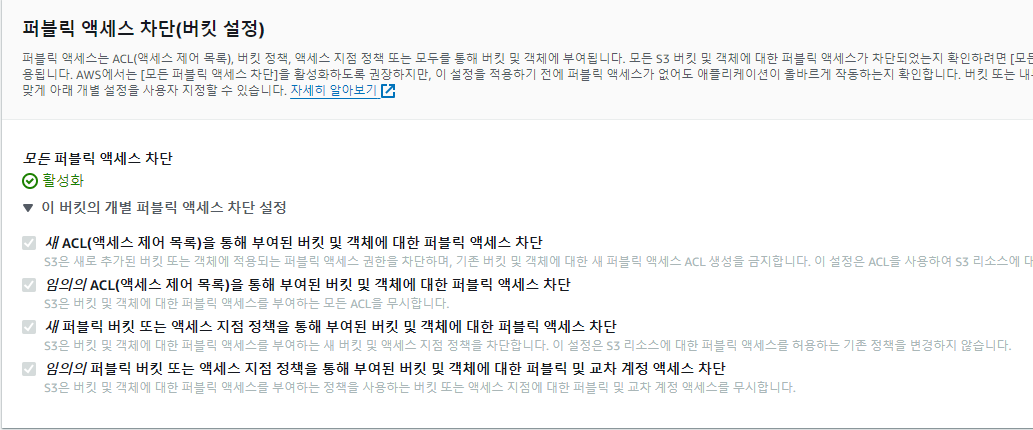 퍼블릭 액세스 차단(버킷 설정)
퍼블릭 액세스는 ACL(액세스 제어 목록), 버킷 정책, 액세스 지점 정책 또는 모두를 통해 버킷 및 객체에 부여됩니다. 모든 S3 버킷 및 객체에 대한 퍼블릭 액세스가 차단되었는지 확인하려면 [모든
용됩니다. AWS에서는 [모든 퍼블릭 액세스 차단]을 활성화하도록 권장하지만, 이 설정을 적용하기 전에 퍼블릭 액세스가 없어도 애플리케이션이 올바르게 작동하는지 확인합니다. 버킷 또는 내
맞게 아래 개별 설정을 사용자 지정할 수 있습니다. 자세히 알아보기
모든 퍼블릭 액세스 차단
활성화
이 버킷의 개별 퍼블릭 액세스 차단 설정
새 ACL(액세스 제어 목록)을 통해 부여된 버킷 및 객체에 대한 퍼블릭 액세스 차단
S3은 새로 추가된 버킷 또는 객체에 적용되는 퍼블릭 액세스 권한을 차단하며, 기존 버킷 및 객체에 대한 새 퍼블릭 액세스 ACL 생성을 금지합니다. 이 설정은 ACL을 사용하여 S3 리소스에 대
임의의 ACL(액세스 제어 목록)을 통해 부여된 버킷 및 객체에 대한 퍼블릭 액세스 차단
S3은 버킷 및 객체에 대한 퍼블릭 액세스를 부여하는 모든 ACL을 무시합니다.
새 퍼블릭 버킷 또는 액세스 지점 정책을 통해 부여된 버킷 및 객체에 대한 퍼블릭 액세스 차단
S3은 버킷 및 객체에 대한 퍼블릭 액세스를 부여하는 새 버킷 및 액세스 지점 정책을 차단합니다. 이 설정은 S3 리소스에 대한 퍼블릭 액세스를 허용하는 기존 정책을 변경하지 않습니다.
임의의 퍼블릭 버킷 또는 액세스 지점 정책을 통해 부여된 버킷 및 객체에 대한 퍼블릭 및 교차 계정 액세스 차단
S3은 버킷 및 객체에 대한 퍼블릭 액세스를 부여하는 정책을 사용하는 버킷 또는 액세스 지점에 대한 퍼블릭 및 교차 계정 액세스를 무시합니다.